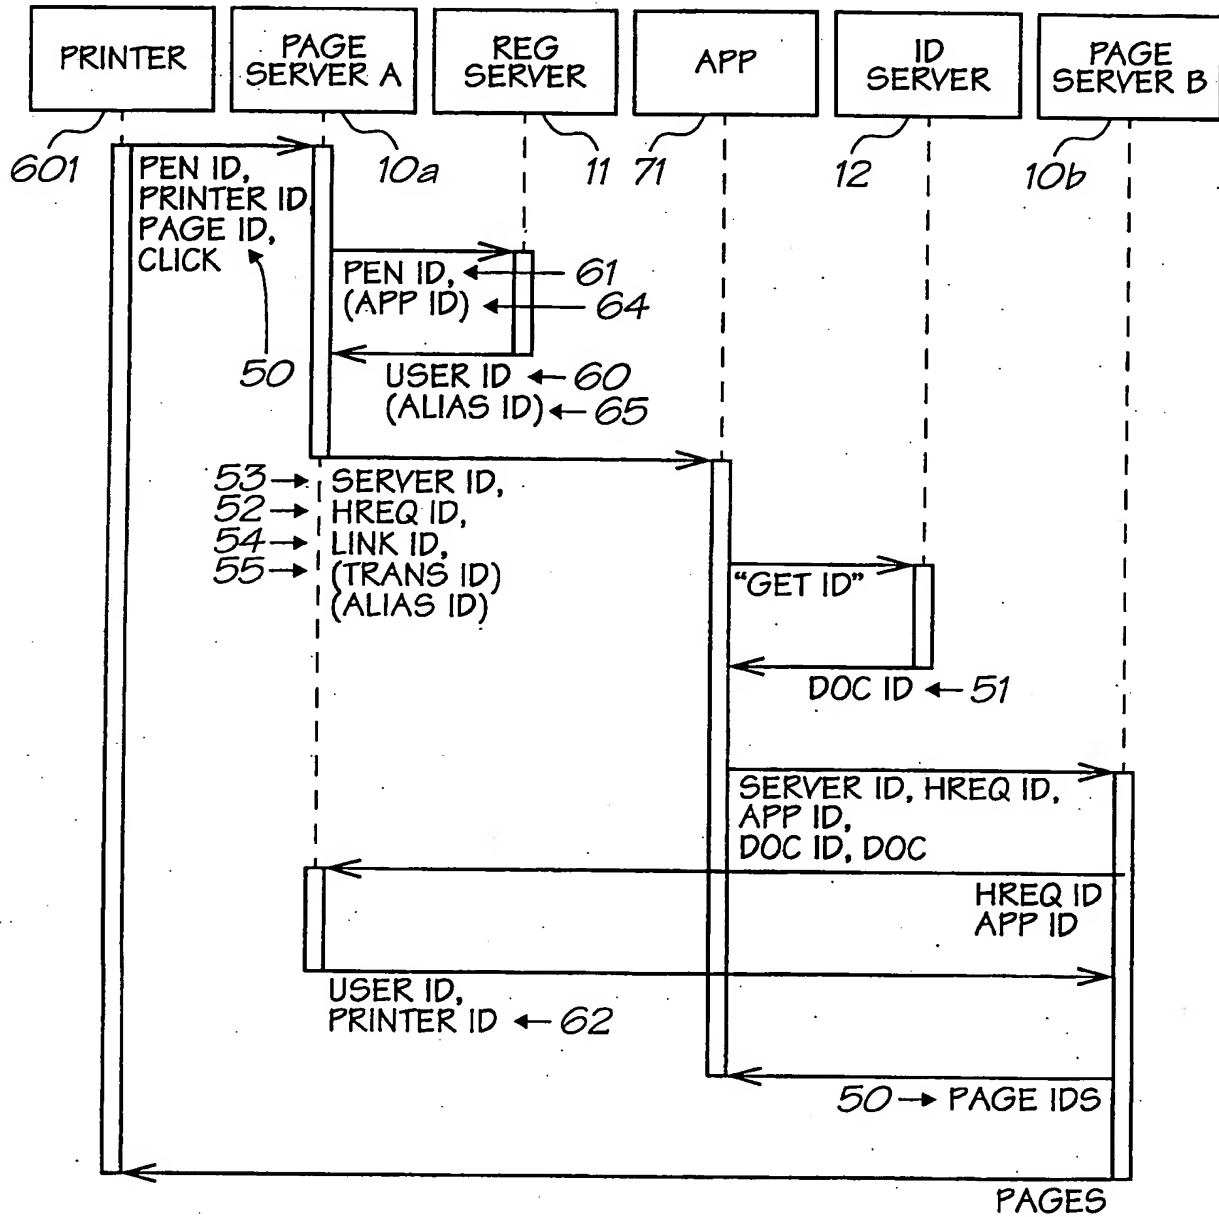 PRINTER
PAGE
SERVER A
REG
SERVER
APP
ID
SERVER
PAGE
SERVER B
601
10a
11
71
12
10b
PEN ID,
PRINTER ID
PAGE ID,
CLICK
50
PEN ID,
61
(APP ID)
64
USER ID
60
(ALIAS ID)
65
53
SERVER ID,
52
HREQ ID,
54
LINK ID,
55
(TRANS ID)
(ALIAS ID)
"GET ID"
DOC ID
51
SERVER ID, HREQ ID,
APP ID,
DOC ID, DOC
HREQ ID
APP ID
USER ID,
PRINTER ID
62
50
PAGE IDS
PAGES